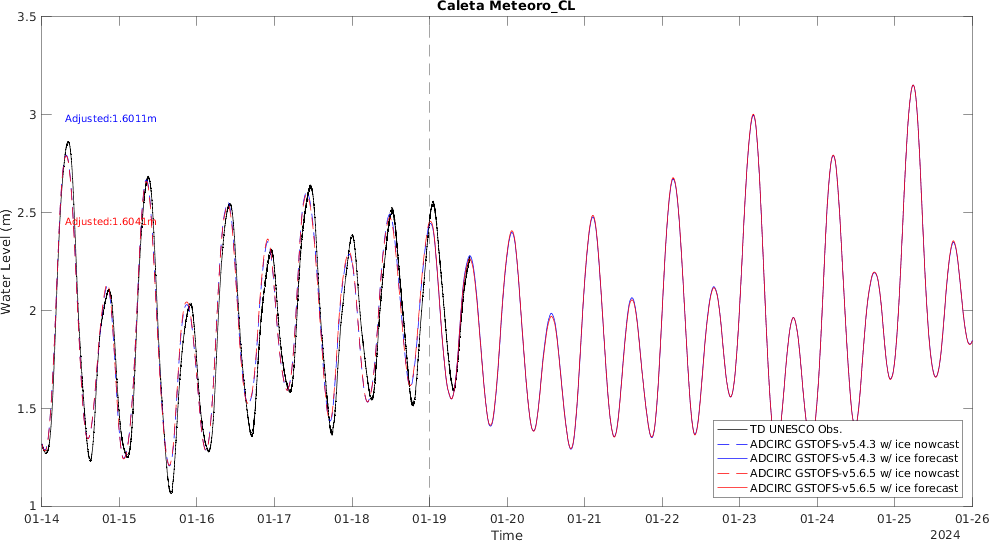 Caleta Meteoro_CL
3.5
3
2.5
2
1.5
1
Water Level (m)
Adjusted:1.6011m
Adjusted:1.6041m
TD UNESCO Obs.
ADCIRC GSTOFS-v5.4.3 w/ ice nowcast
ADCIRC GSTOFS-v5.4.3 w/ ice forecast
ADCIRC GSTOFS-v5.6.5 w/ ice nowcast
ADCIRC GSTOFS-v5.6.5 w/ ice forecast
01-14 01-15 01-16 01-17 01-18 01-19 01-20 01-21 01-22 01-23 01-24 01-25 01-26
Time
2024